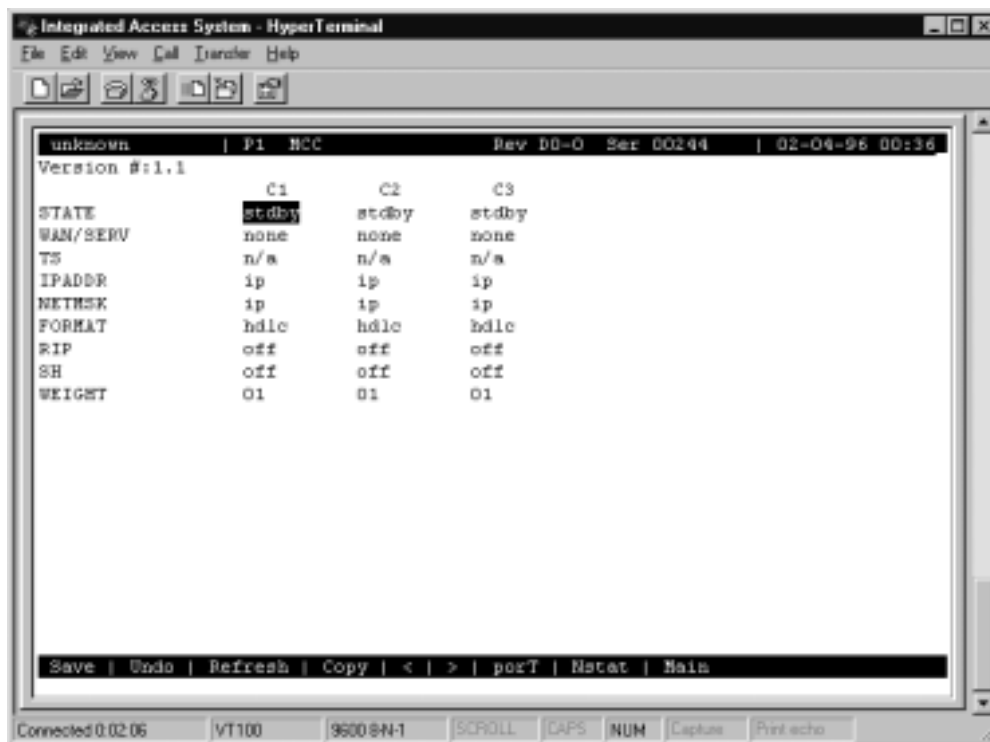 Integrated Access System - HyperTerminal
File Edit View Call Transfer Help
unknown | P1 MCC Rev D0-0 Ser 00244 | 02-04-96 00:36
Version #:1.1
C1 C2 C3
STATE stdby stdby stdby
WAN/SERV none none none
TS n/a n/a n/a
IPADDR ip ip ip
NETMSK ip ip ip
FORMAT hdlc hdlc hdlc
RIP off off off
SH off off off
WEIGHT 01 01 01
Save | Undo | Refresh | Copy | < | > | porT | Nstat | Main
Connected 0:02:06 VT100 9600 8-N-1 SCROLL CAPS NUM Capture Print echo